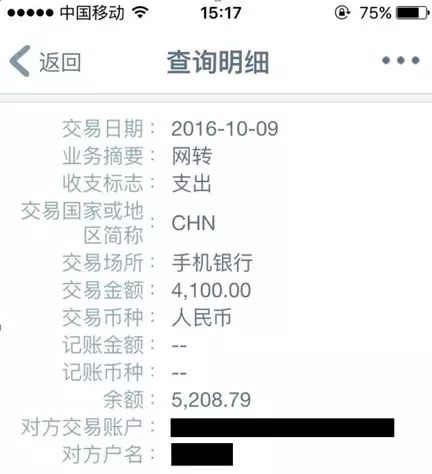 中国移动 15:17 75%
返回 查询明细
交易日期： 2016-10-09
业务摘要： 网转
收支标志： 支出
交易国家或地
区简称： CHN
交易场所： 手机银行
交易金额： 4,100.00
交易币种： 人民币
记账金额： --
记账币种： --
余额： 5,208.79
对方交易账户：
对方户名：